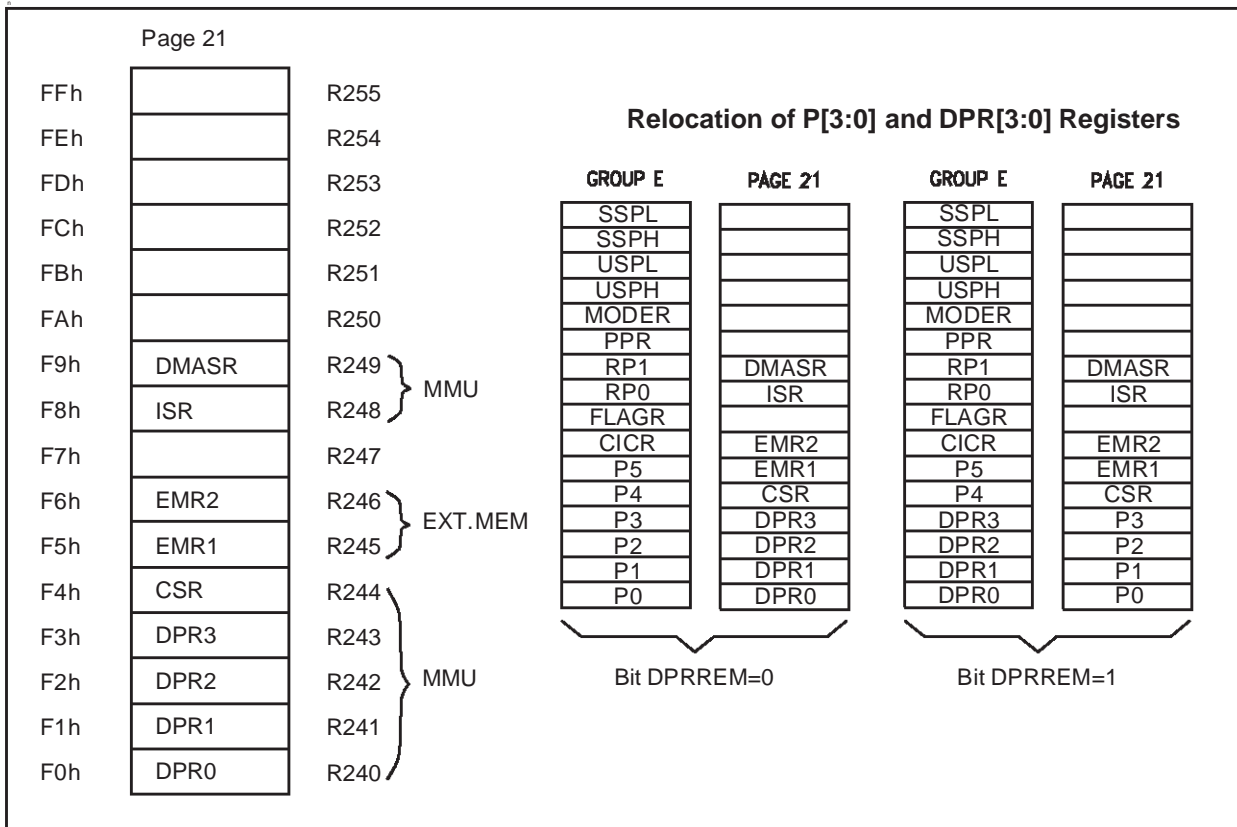 Page 21
FFh R255
FEh R254
FDh R253
FCh R252
FBh R251
FAh R250
F9h DMASR R249
F8h ISR R248
MMU
F7h R247
F6h EMR2 R246
F5h EMR1 R245
EXT.MEM
F4h CSR R244
F3h DPR3 R243
F2h DPR2 R242
F1h DPR1 R241
F0h DPR0 R240
MMU
Relocation of P[3:0] and DPR[3:0] Registers
GROUP E PAGE 21 GROUP E PAGE 21
SSPL SSPL
SSPH SSPH
USPL USPL
USPH USPH
MODER MODER
PPR PPR
RP1 DMASR RP1 DMASR
RP0 ISR RP0 ISR
FLAGR FLAGR
CICR EMR2 CICR EMR2
P5 EMR1 P5 EMR1
P4 CSR P4 CSR
P3 DPR3 DPR3 P3
P2 DPR2 DPR2 P2
P1 DPR1 DPR1 P1
P0 DPR0 DPR0 P0
Bit DPRREM=0 Bit DPRREM=1